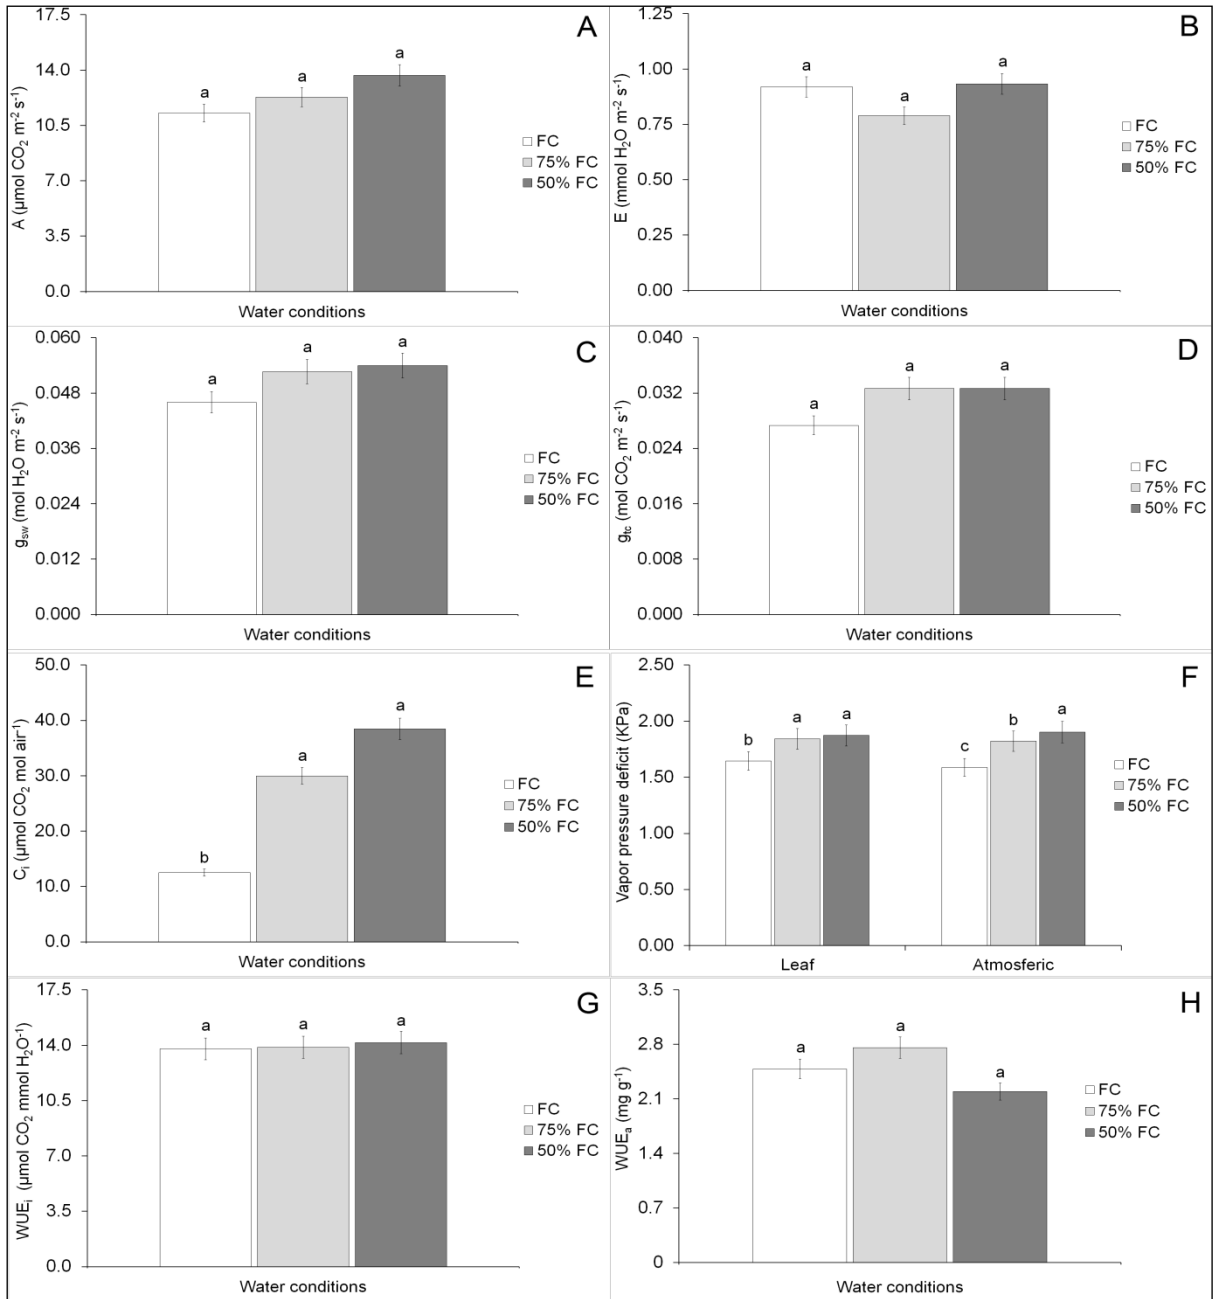 A
A (µmol CO₂ m⁻² s⁻¹)
17.5
14.0
10.5
7.0
3.5
0.0
a
a
a
FC
75% FC
50% FC
Water conditions
B
E (mmol H₂O m⁻² s⁻¹)
1.25
1.00
0.75
0.50
0.25
0.00
a
a
a
FC
75% FC
50% FC
Water conditions
C
g_sw (mol H₂O m⁻² s⁻¹)
0.060
0.048
0.036
0.024
0.012
0.000
a
a
a
FC
75% FC
50% FC
Water conditions
D
g_tc (mol CO₂ m⁻² s⁻¹)
0.040
0.032
0.024
0.016
0.008
0.000
a
a
a
FC
75% FC
50% FC
Water conditions
E
C_i (µmol CO₂ mol air⁻¹)
50.0
40.0
30.0
20.0
10.0
0.0
b
a
a
FC
75% FC
50% FC
Water conditions
F
Vapor pressure deficit (KPa)
2.50
2.00
1.50
1.00
0.50
0.00
b
a
a
c
b
a
FC
75% FC
50% FC
Leaf
Atmosferic
G
WUE_i (µmol CO₂ mmol H₂O⁻¹)
17.5
14.0
10.5
7.0
3.5
0.0
a
a
a
FC
75% FC
50% FC
Water conditions
H
WUE_a (mg g⁻¹)
3.5
2.8
2.1
1.4
0.7
0
a
a
a
FC
75% FC
50% FC
Water conditions